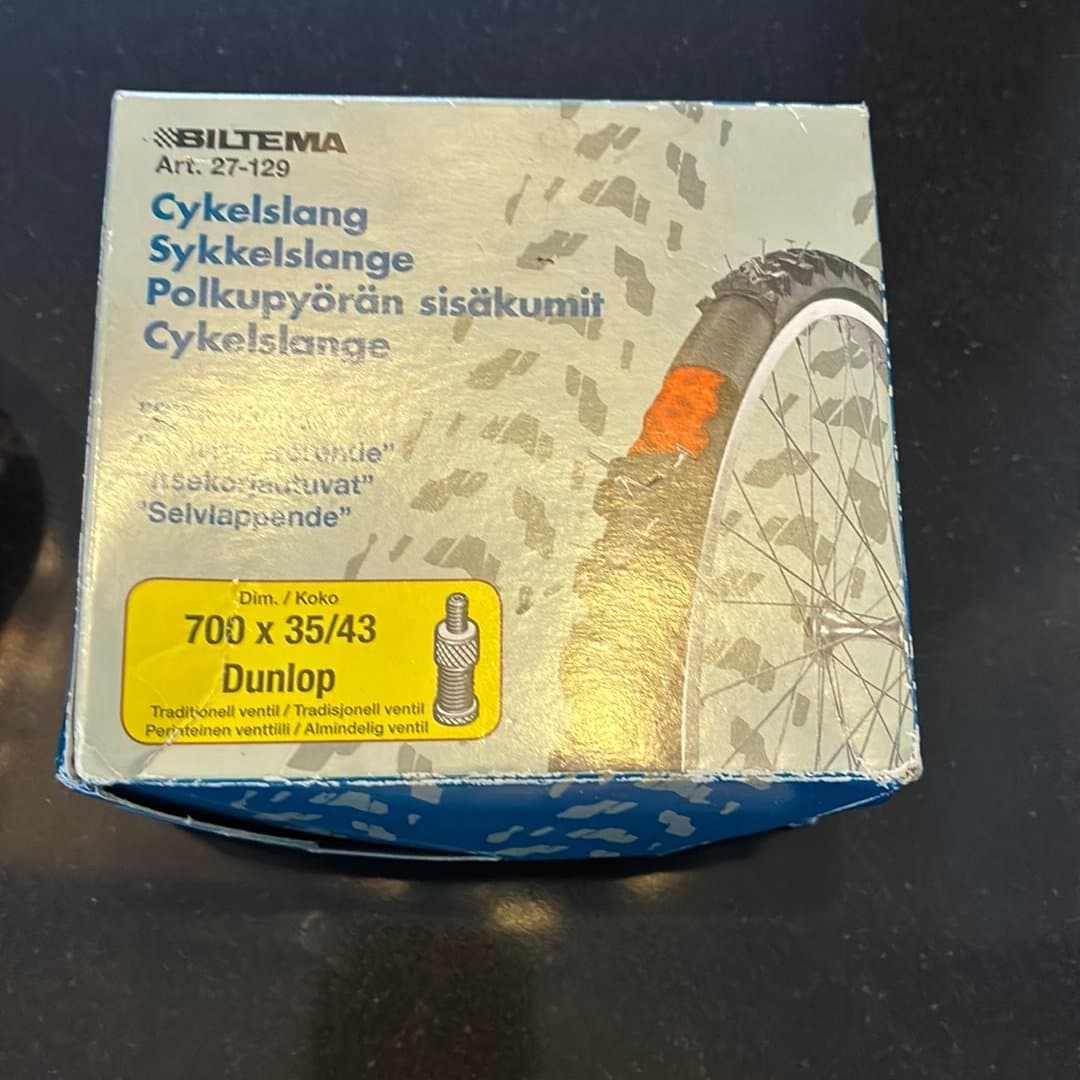 BILTEMA
Art. 27-129
Cykelslang
Sykkelslange
Polkupyörän sisäkumit
Cykelslange
"Itsekorjautuvat"
"Selvlappende"
Dim. / Koko
700 x 35/43
Dunlop
Traditionell ventil / Tradisjonell ventil
Perinteinen venttiili / Almindelig ventil